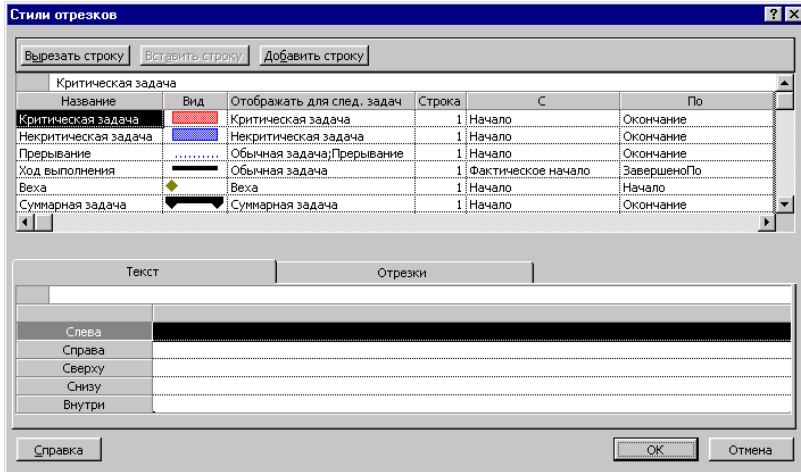 Стили отрезков
Вырезать строку Вставить строку Добавить строку
Критическая задача
Название Вид Отображать для след. задач Строка С По
Критическая задача Критическая задача 1 Начало Окончание
Некритическая задача Некритическая задача 1 Начало Окончание
Прерывание Обычная задача;Прерывание 1 Начало Окончание
Ход выполнения Обычная задача 1 Фактическое начало ЗавершеноПо
Веха Веха 1 Начало Начало
Суммарная задача Суммарная задача 1 Начало Окончание
Текст Отрезки
Слева
Справа
Сверху
Снизу
Внутри
Справка ОК Отмена